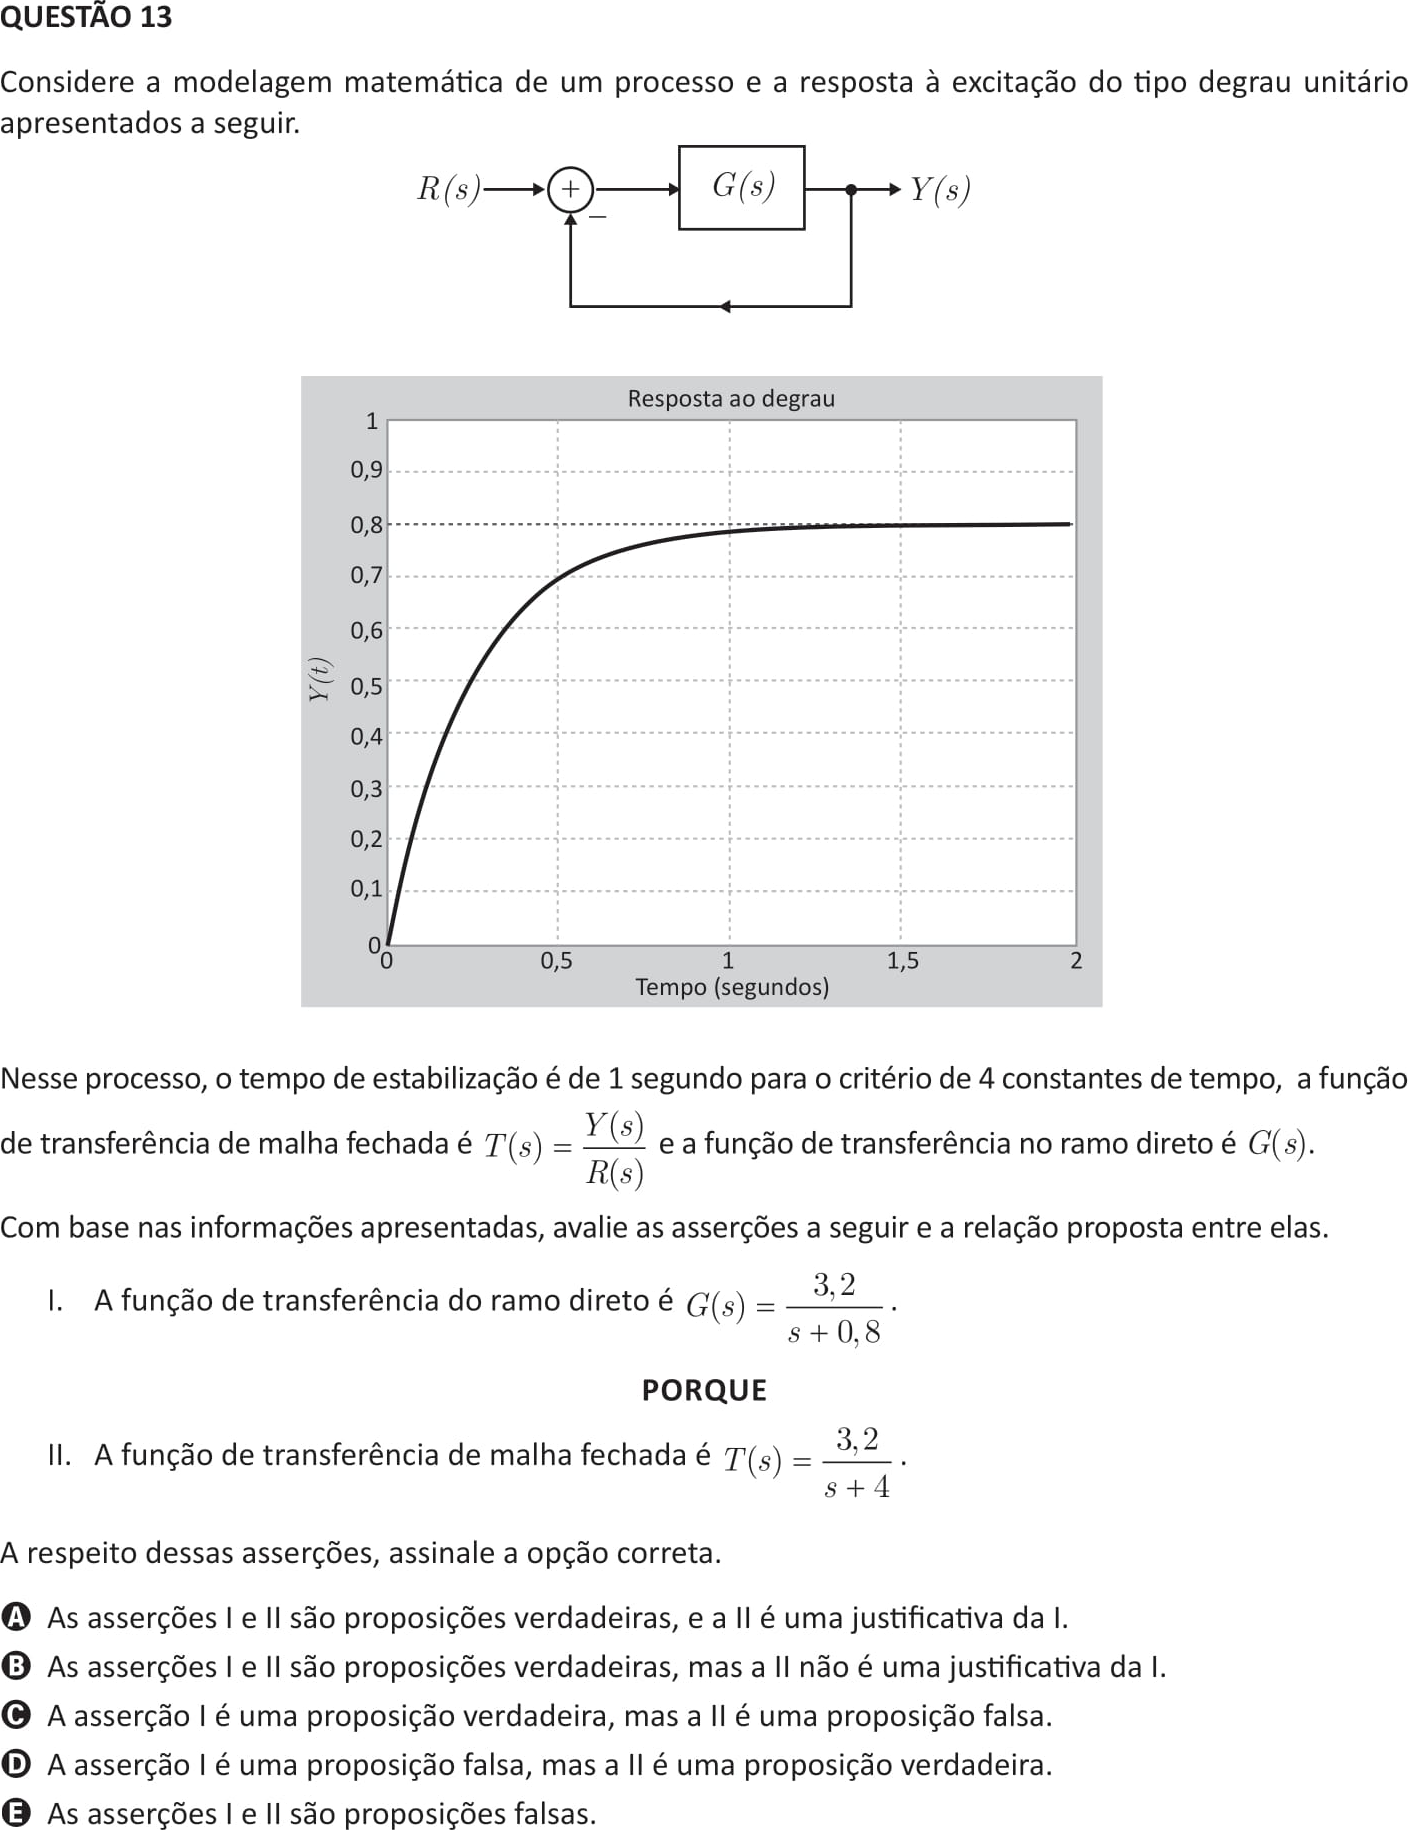 QUESTÃO 13
Considere a modelagem matemática de um processo e a resposta à excitação do tipo degrau unitário
apresentados a seguir.
R(s) + G(s) Y(s)
−
Resposta ao degrau
1
0,9
0,8
0,7
0,6
0,5
0,4
0,3
0,2
0,1
0
Y(t)
0 0,5 1 1,5 2
Tempo (segundos)
Nesse processo, o tempo de estabilização é de 1 segundo para o critério de 4 constantes de tempo, a função
de transferência de malha fechada é T(s) = Y(s)/R(s) e a função de transferência no ramo direto é G(s).
Com base nas informações apresentadas, avalie as asserções a seguir e a relação proposta entre elas.
I. A função de transferência do ramo direto é G(s) = 3,2/(s + 0,8) .
PORQUE
II. A função de transferência de malha fechada é T(s) = 3,2/(s + 4) .
A respeito dessas asserções, assinale a opção correta.
A As asserções I e II são proposições verdadeiras, e a II é uma justificativa da I.
B As asserções I e II são proposições verdadeiras, mas a II não é uma justificativa da I.
C A asserção I é uma proposição verdadeira, mas a II é uma proposição falsa.
D A asserção I é uma proposição falsa, mas a II é uma proposição verdadeira.
E As asserções I e II são proposições falsas.